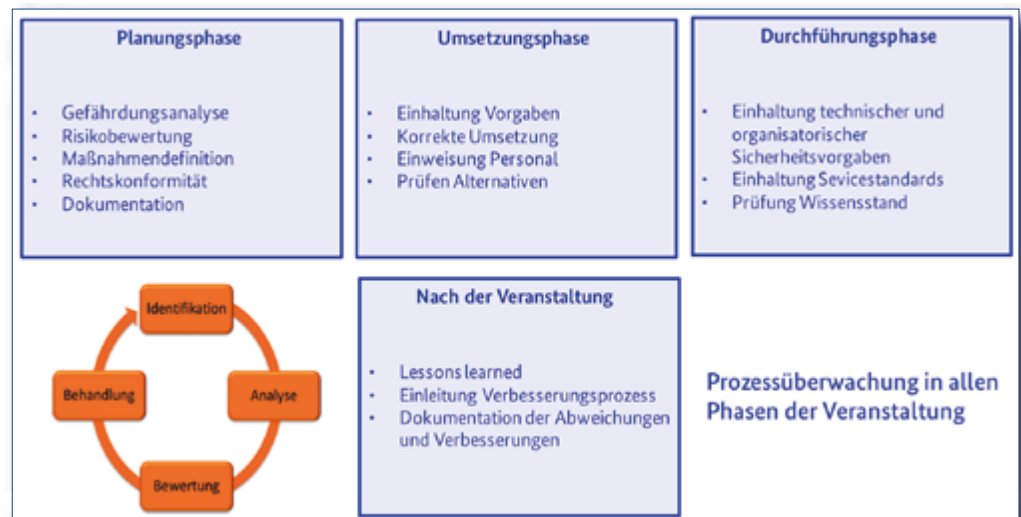 Planungsphase
• Gefährdungsanalyse
• Risikobewertung
• Maßnahmendefinition
• Rechtskonformität
• Dokumentation
Umsetzungsphase
• Einhaltung Vorgaben
• Korrekte Umsetzung
• Einweisung Personal
• Prüfen Alternativen
Durchführungsphase
• Einhaltung technischer und
organisatorischer
Sicherheitsvorgaben
• Einhaltung Sevicestandards
• Prüfung Wissensstand
Identifikation
Analyse
Bewertung
Behandlung
Nach der Veranstaltung
• Lessons learned
• Einleitung Verbesserungsprozess
• Dokumentation der Abweichungen
und Verbesserungen
Prozessüberwachung in allen
Phasen der Veranstaltung